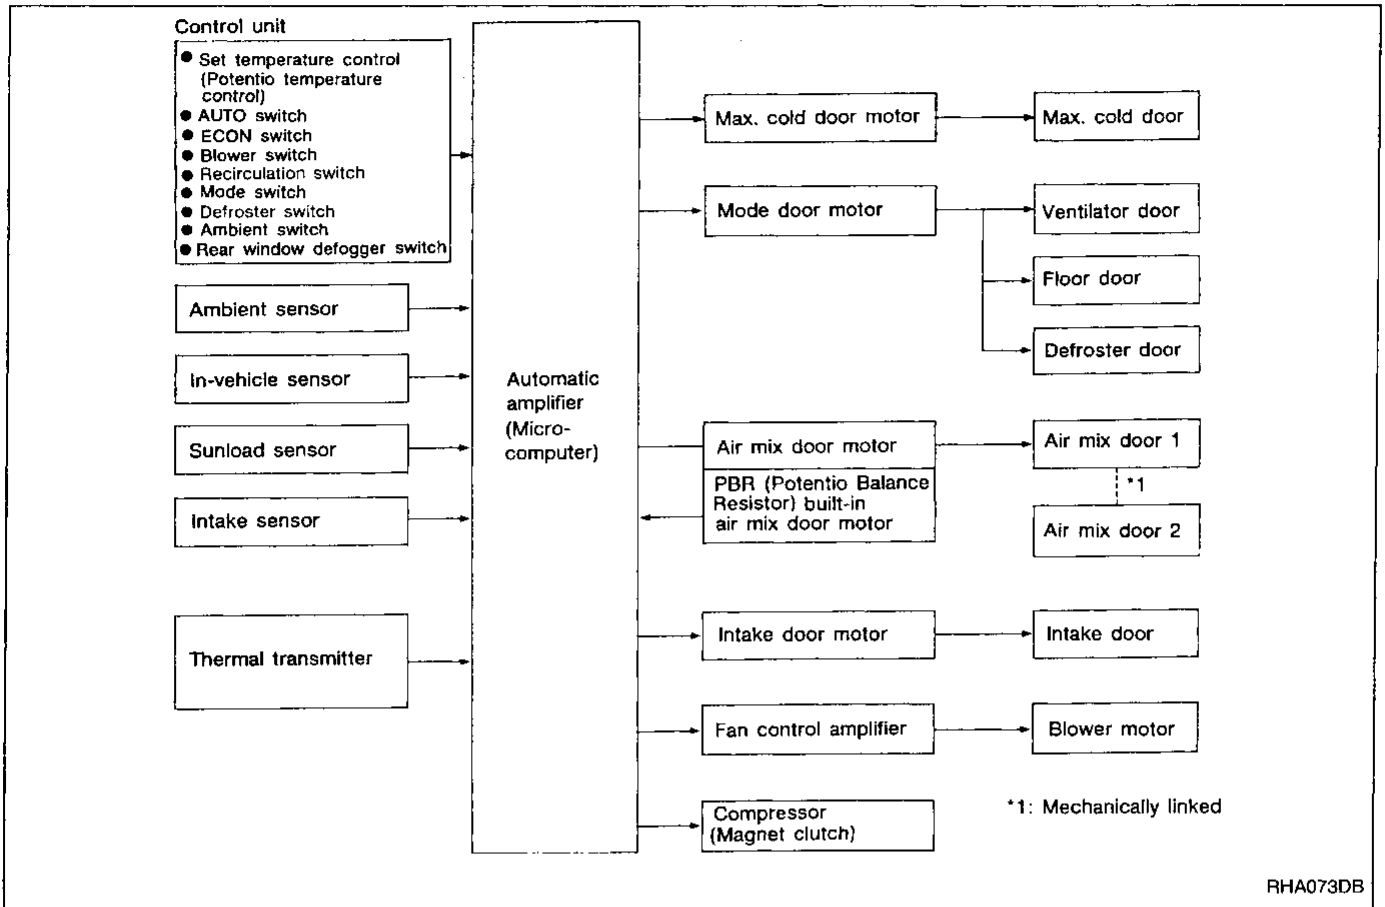 Control unit
● Set temperature control
(Potentio temperature
control)
● AUTO switch
● ECON switch
● Blower switch
● Recirculation switch
● Mode switch
● Defroster switch
● Ambient switch
● Rear window defogger switch
Ambient sensor
In-vehicle sensor
Sunload sensor
Intake sensor
Thermal transmitter
Automatic
amplifier
(Micro-
computer)
Max. cold door motor
Max. cold door
Mode door motor
Ventilator door
Floor door
Defroster door
Air mix door motor
PBR (Potentio Balance
Resistor) built-in
air mix door motor
Air mix door 1
*1
Air mix door 2
Intake door motor
Intake door
Fan control amplifier
Blower motor
Compressor
(Magnet clutch)
*1: Mechanically linked
RHA073DB